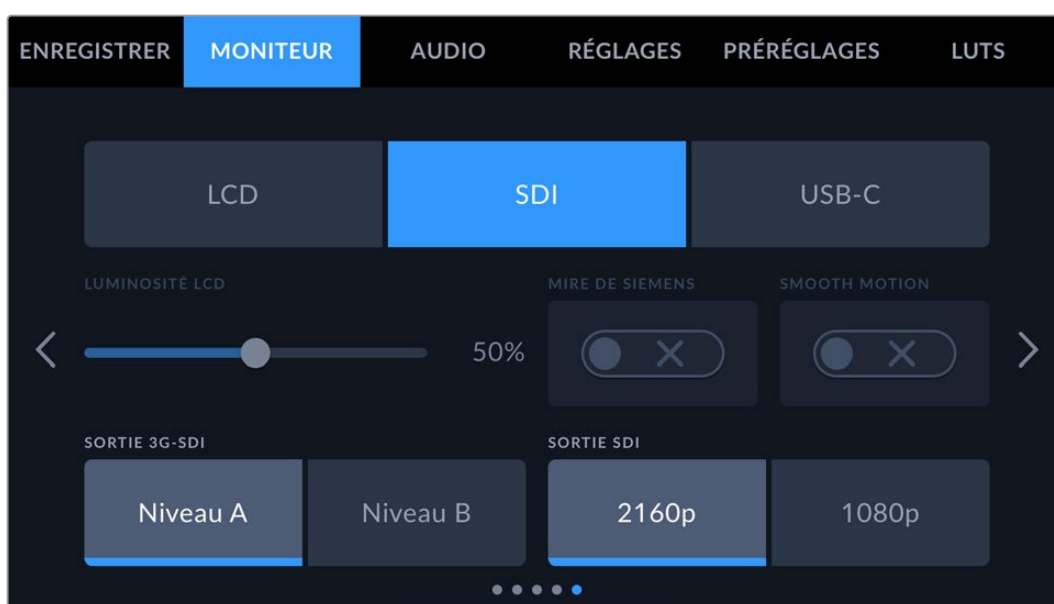 ENREGISTRER MONITEUR AUDIO RÉGLAGES PRÉRÉGLAGES LUTS
LCD SDI USB-C
LUMINOSITÉ LCD MIRE DE SIEMENS SMOOTH MOTION
50%
SORTIE 3G-SDI SORTIE SDI
Niveau A Niveau B 2160p 1080p